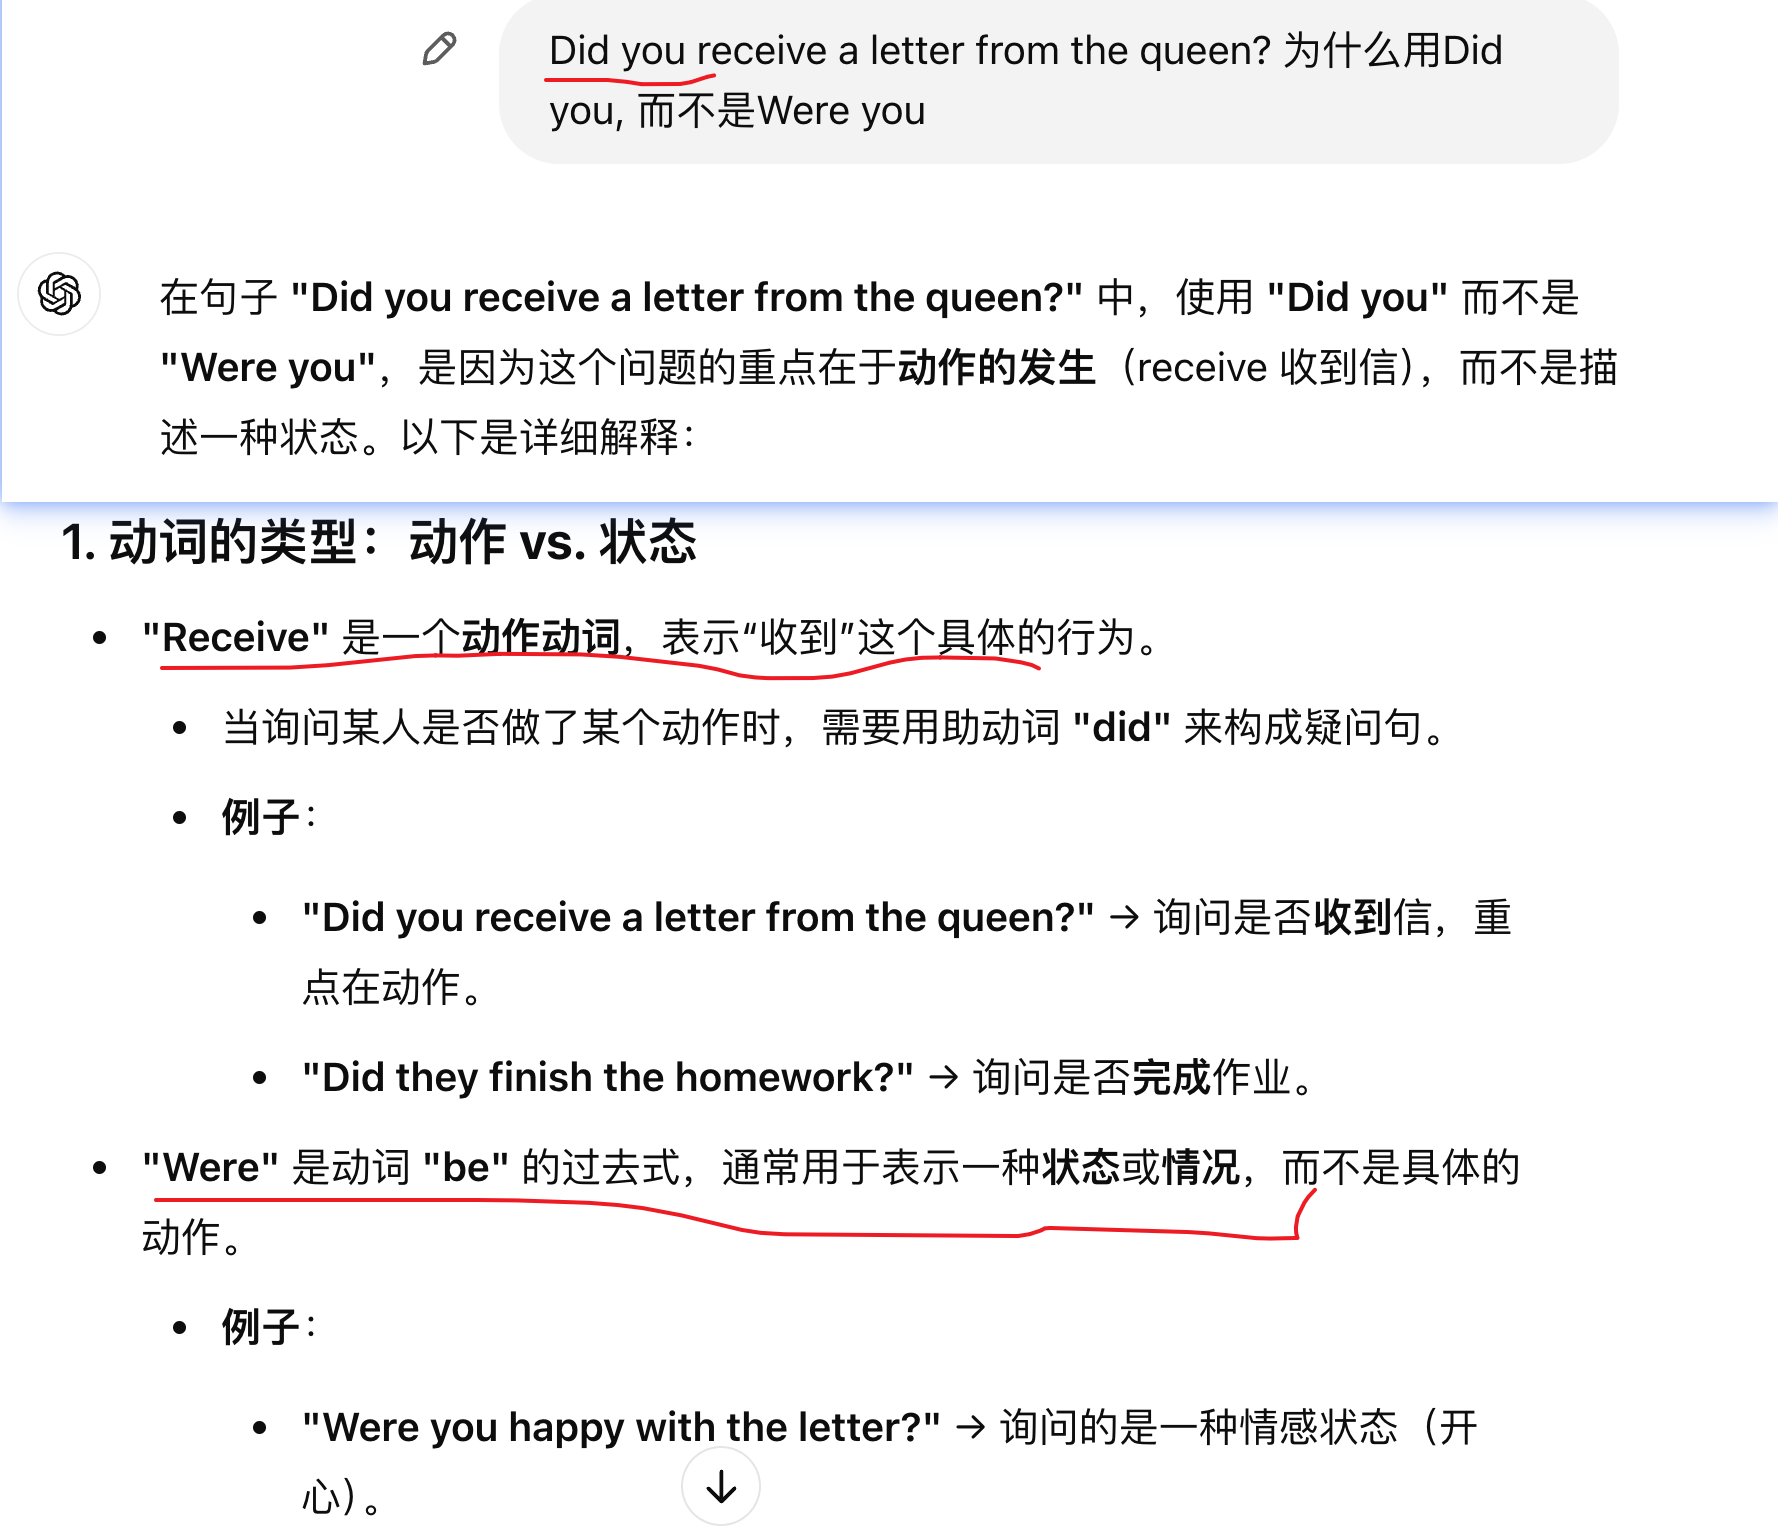 Did you receive a letter from the queen? 为什么用Did
you, 而不是Were you
在句子 "Did you receive a letter from the queen?" 中，使用 "Did you" 而不是
"Were you"，是因为这个问题的重点在于动作的发生（receive 收到信），而不是描
述一种状态。以下是详细解释：
1. 动词的类型：动作 vs. 状态
• "Receive" 是一个动作动词，表示“收到”这个具体的行为。
• 当询问某人是否做了某个动作时，需要用助动词 "did" 来构成疑问句。
• 例子：
• "Did you receive a letter from the queen?" → 询问是否收到信，重
点在动作。
• "Did they finish the homework?" → 询问是否完成作业。
• "Were" 是动词 "be" 的过去式，通常用于表示一种状态或情况，而不是具体的
动作。
• 例子：
• "Were you happy with the letter?" → 询问的是一种情感状态（开
心）。